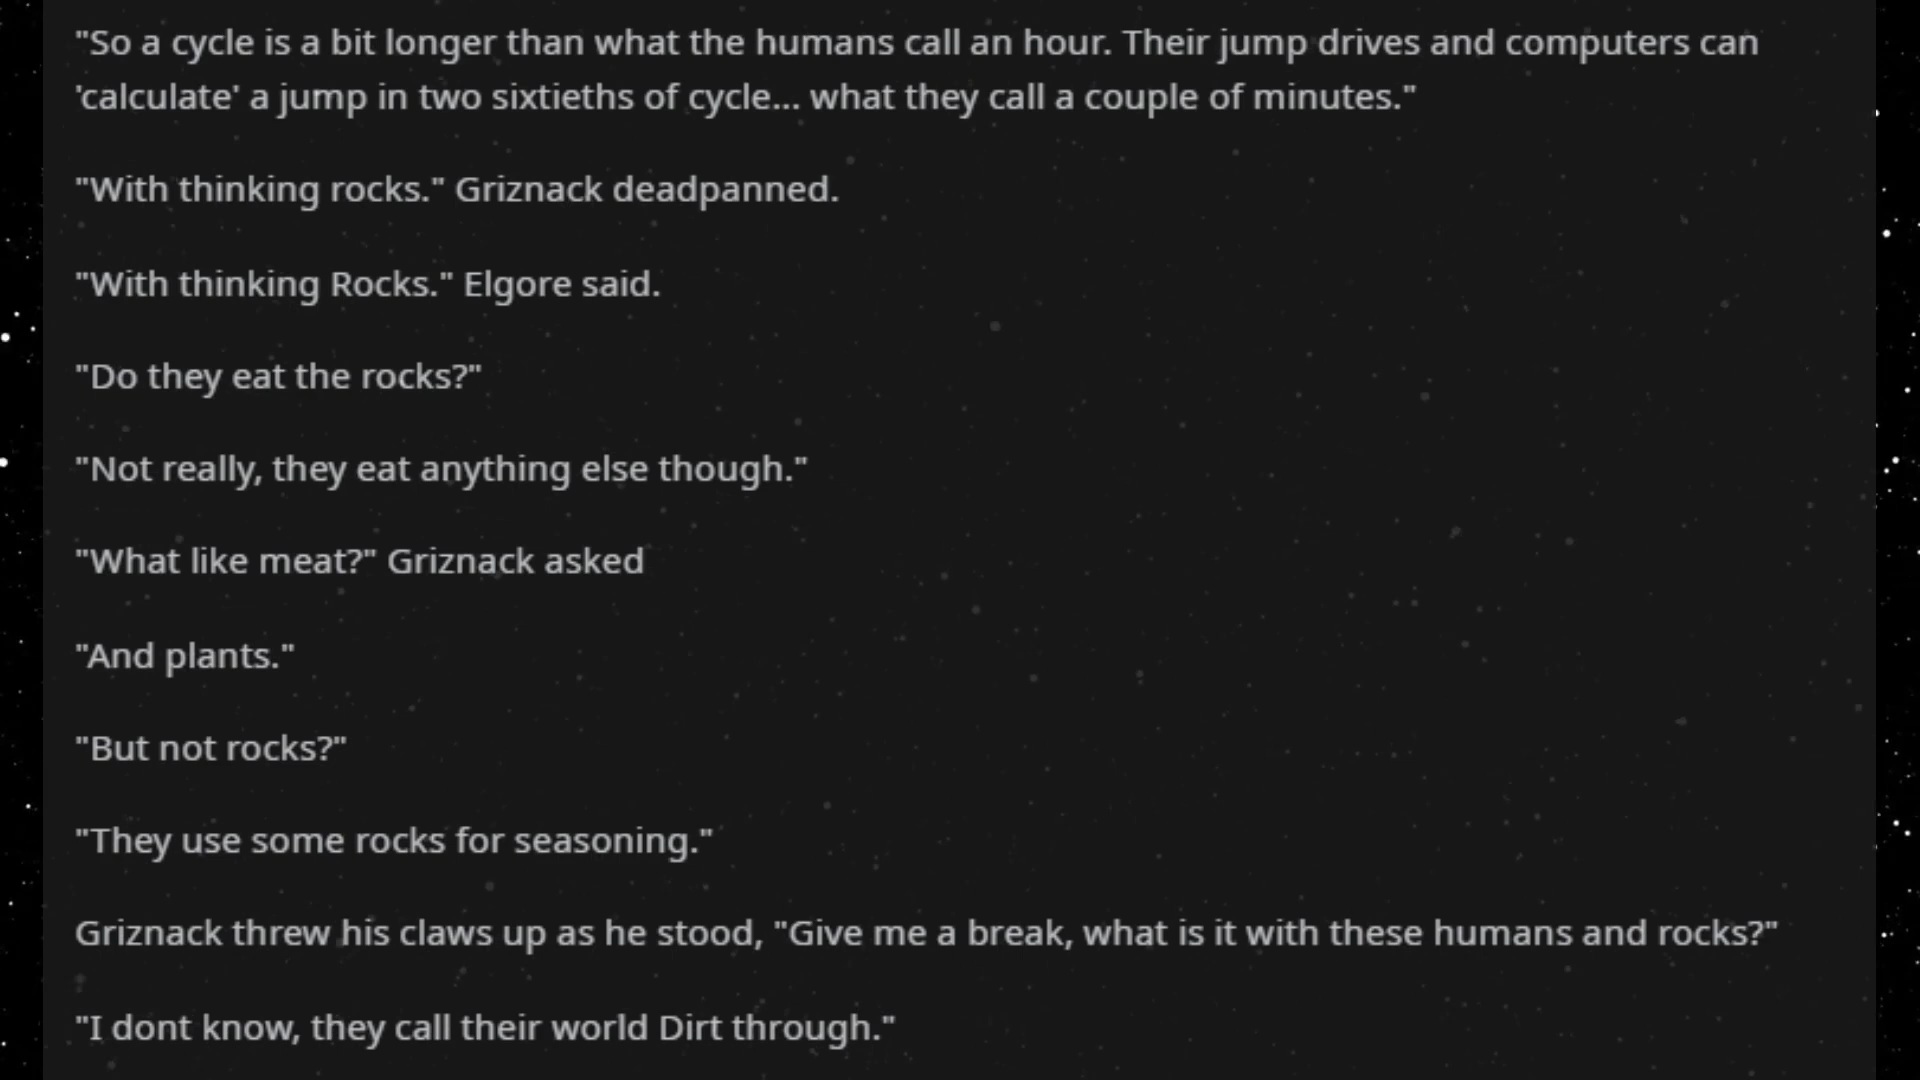 "So a cycle is a bit longer than what the humans call an hour. Their jump drives and computers can
'calculate' a jump in two sixtieths of cycle... what they call a couple of minutes."
"With thinking rocks." Griznack deadpanned.
"With thinking Rocks." Elgore said.
"Do they eat the rocks?"
"Not really, they eat anything else though."
"What like meat?" Griznack asked
"And plants."
"But not rocks?"
"They use some rocks for seasoning."
Griznack threw his claws up as he stood, "Give me a break, what is it with these humans and rocks?"
"I dont know, they call their world Dirt through."